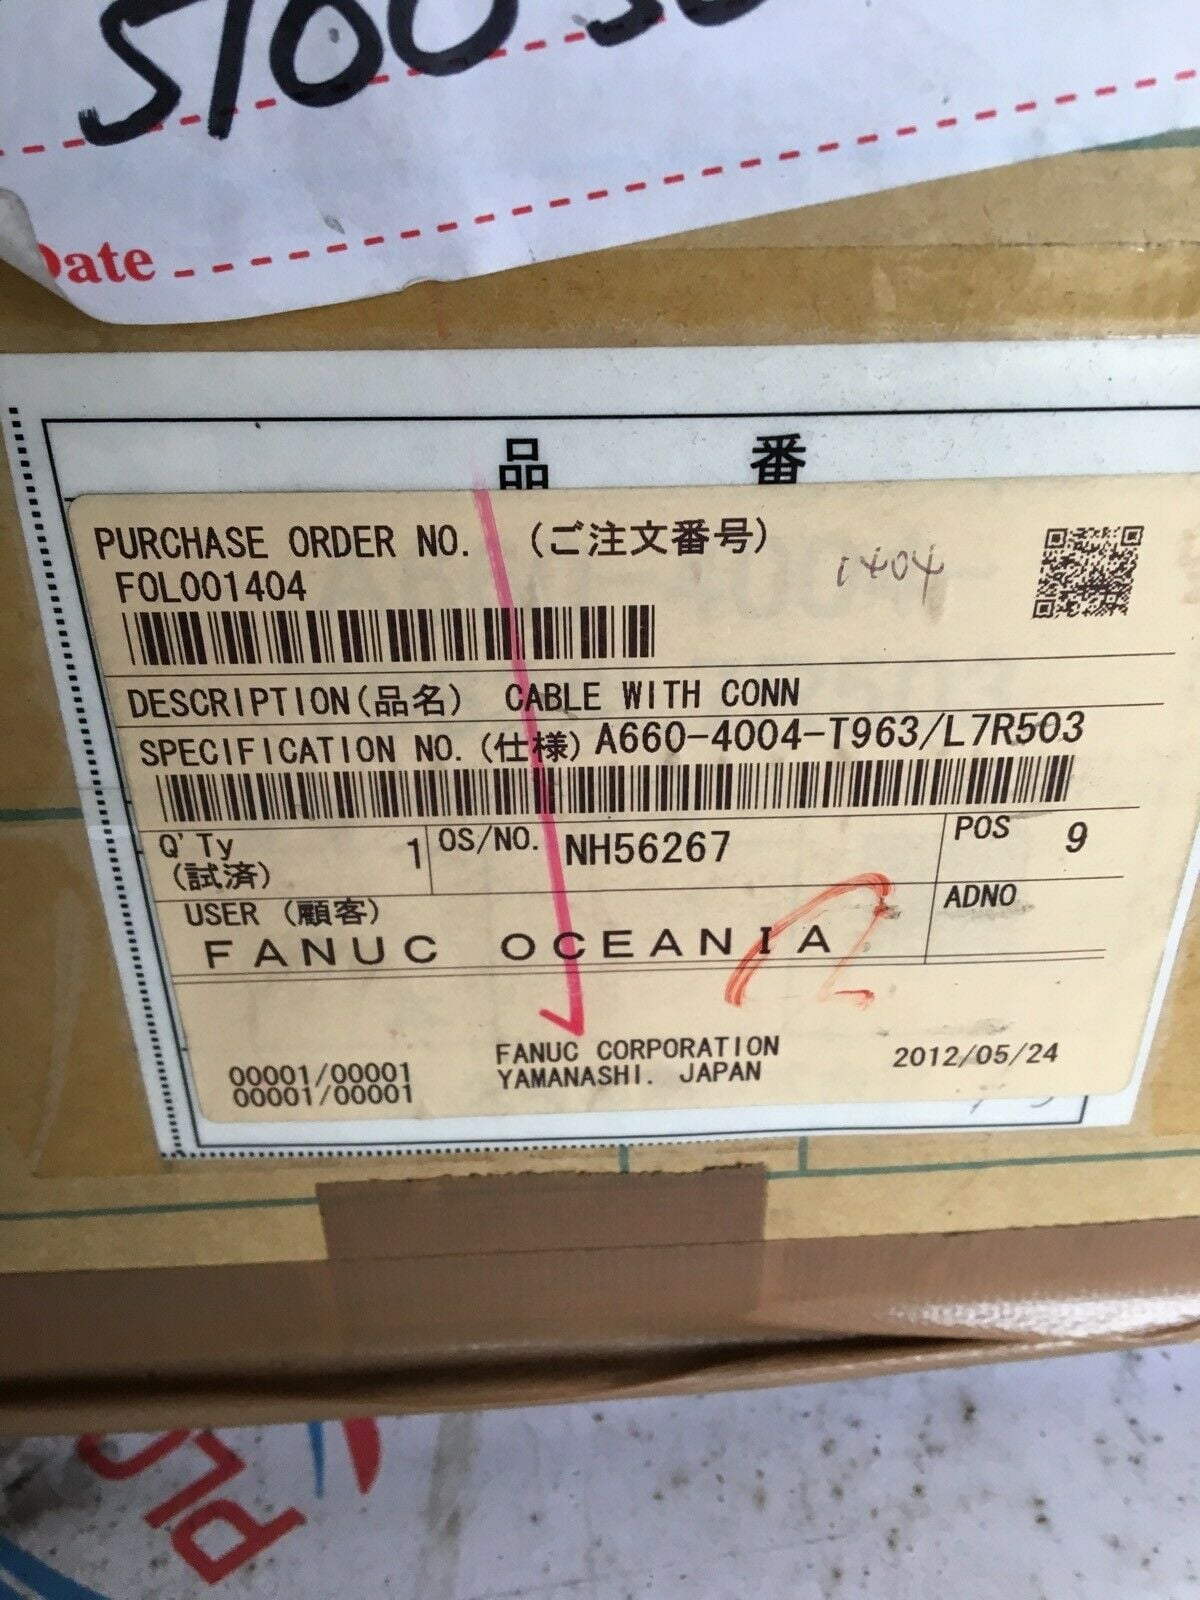 Date
品 番
PURCHASE ORDER NO. (ご注文番号)
1404
FOL001404
DESCRIPTION(品名) CABLE WITH CONN
SPECIFICATION NO.(仕様) A660-4004-T963/L7R503
Q'Ty 1 OS/NO. NH56267 POS 9
(試済)
USER (顧客) ADNO
FANUC OCEANIA
FANUC CORPORATION 2012/05/24
00001/00001 YAMANASHI. JAPAN
00001/00001